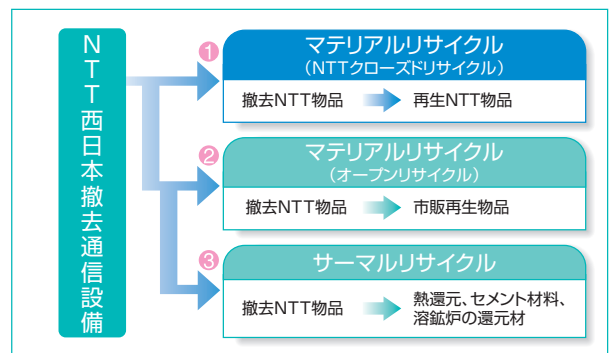 NTT西日本撤去通信設備
❶
マテリアルリサイクル
（NTTクローズドリサイクル）
撤去NTT物品
再生NTT物品
❷
マテリアルリサイクル
（オープンリサイクル）
撤去NTT物品
市販再生物品
❸
サーマルリサイクル
撤去NTT物品
熱還元、セメント材料、
溶鉱炉の還元材